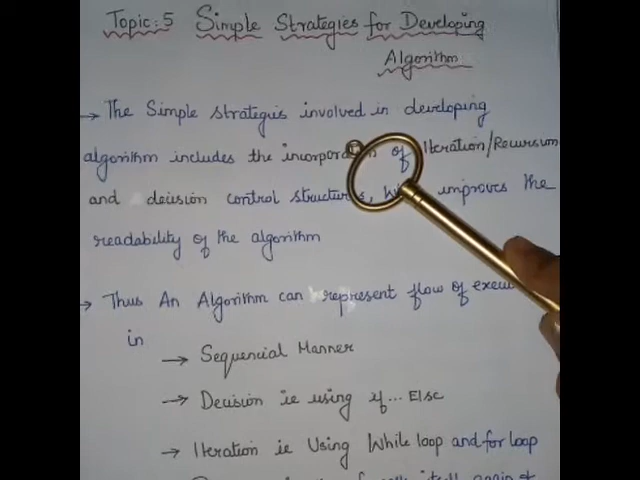 Topic: 5 Simple Strategies for Developing
Algorithm
→ The Simple strategies involved in developing
algorithm includes the of Iteration/Recursion
and decision control structures, improves the
readability of the algorithm
→ Thus An Algorithm can represent flow of
in
→ Sequencial Manner
→ Decision ie using if... Else
→ Iteration ie Using While loop and for loop